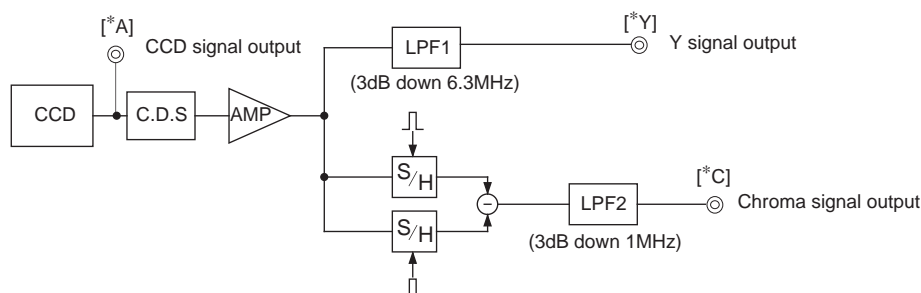 [*A]
CCD signal output
[*Y]
Y signal output
LPF1
(3dB down 6.3MHz)
CCD
C.D.S
AMP
S/H
S/H
−
LPF2
(3dB down 1MHz)
[*C]
Chroma signal output